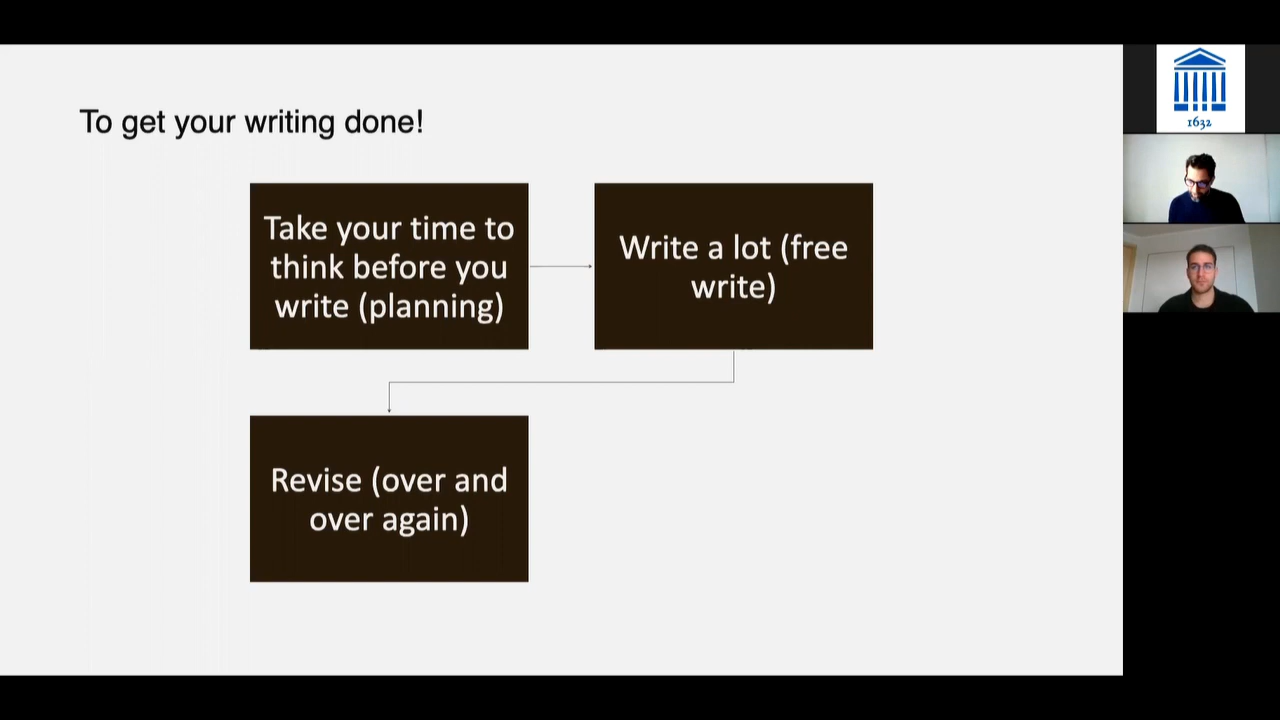 To get your writing done!
Take your time to
think before you
write (planning)
Write a lot (free
write)
Revise (over and
over again)
1632